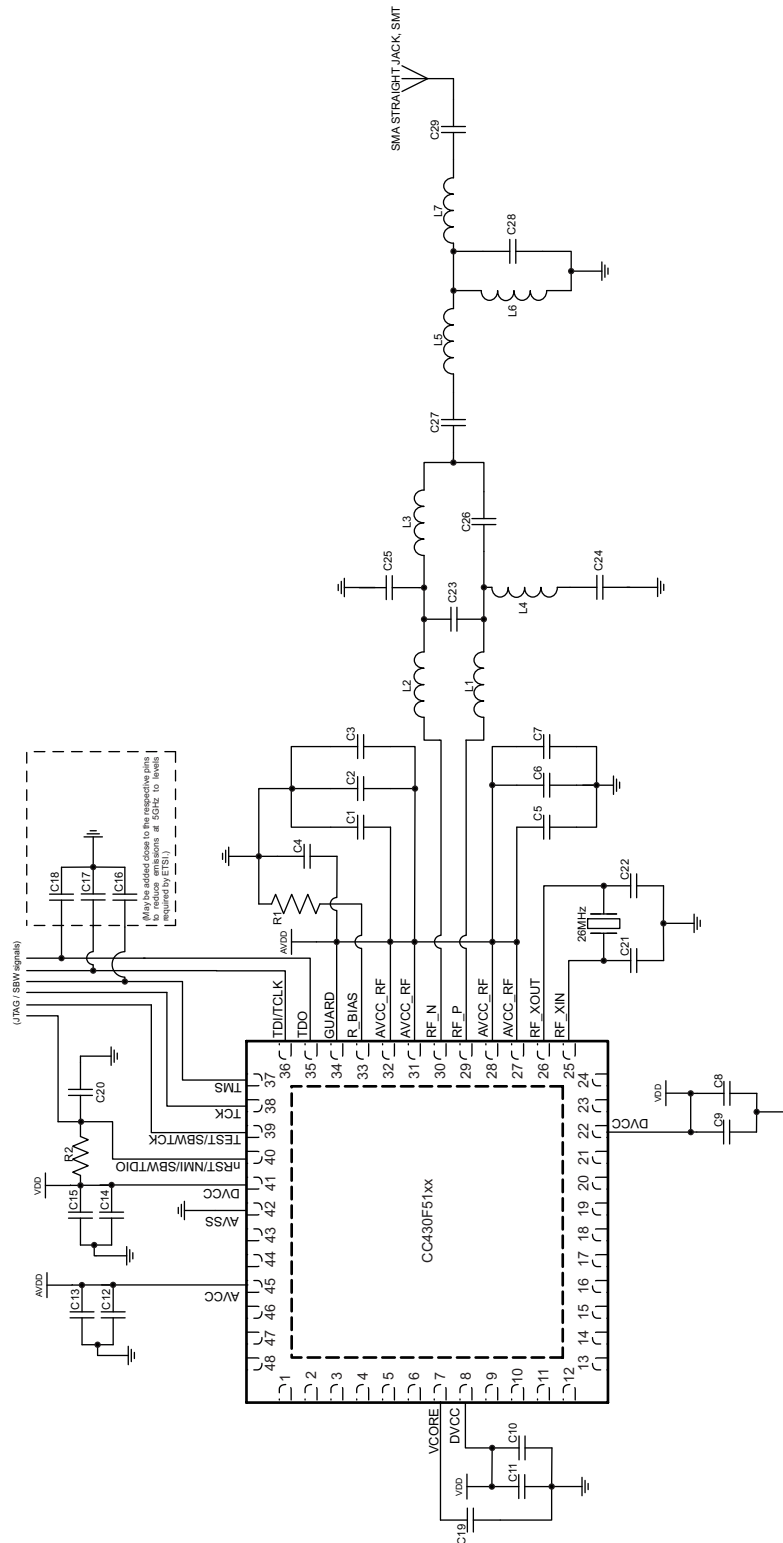 SMA STRAIGHT JACK, SMT
C29
L7
C28
L6
L5
C27
L3
C26
C25
C23
C24
L4
L2
L1
(May be added close to the respective pins
to reduce emissions at 5GHz to levels
required by ETSI.)
C18
C17
C16
(JTAG / SBW signals)
C3
C2
C1
C4
R1
AVDD
C7
C6
C5
C22
26MHz
C21
TDI/TCLK
TDO
GUARD
R_BIAS
AVCC_RF
AVCC_RF
RF_N
RF_P
AVCC_RF
AVCC_RF
RF_XOUT
RF_XIN
36
35
34
33
32
31
30
29
28
27
26
25
C20
R2
VDD
C15
C14
AVDD
C13
C12
TMS
TCK
TEST/SBWTCK
nRST/NMI/SBWTDIO
DVCC
AVSS
AVCC
37
38
39
40
41
42
43
44
45
46
47
48
CC430F51xx
24
23
22
21
20
19
18
17
16
15
14
13
DVCC
VDD
C8
C9
1
2
3
4
5
6
7
8
9
10
11
12
VCORE
DVCC
VDD
C10
C11
C19